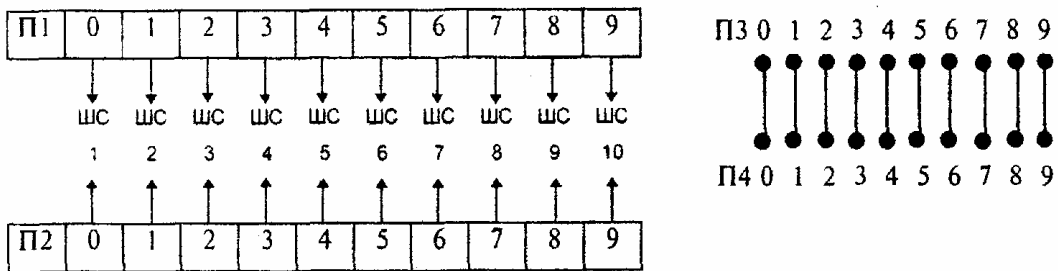 П1 0 1 2 3 4 5 6 7 8 9
ШС ШС ШС ШС ШС ШС ШС ШС ШС ШС
1 2 3 4 5 6 7 8 9 10
П2 0 1 2 3 4 5 6 7 8 9
П3 0 1 2 3 4 5 6 7 8 9
П4 0 1 2 3 4 5 6 7 8 9